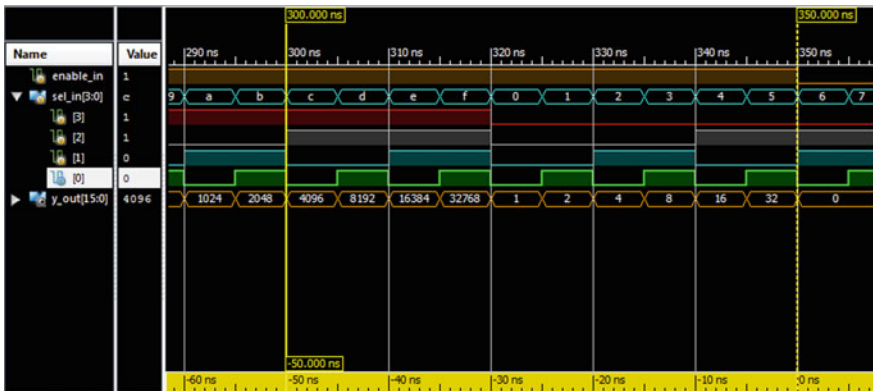 300.000 ns 350.000 ns
Name Value 290 ns 300 ns 310 ns 320 ns 330 ns 340 ns 350 ns
enable_in 1
sel_in[3:0] c 9 a b c d e f 0 1 2 3 4 5 6 7
[3] 1
[2] 1
[1] 0
[0] 0
y_out[15:0] 4096 1024 2048 4096 8192 16384 32768 1 2 4 8 16 32 0
-50.000 ns
-60 ns -50 ns -40 ns -30 ns -20 ns -10 ns 0 ns